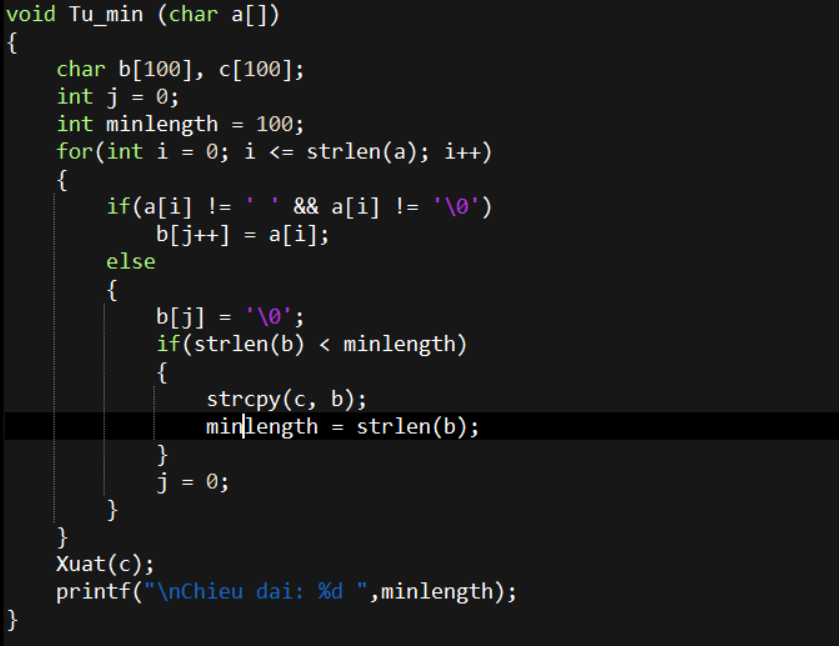 void Tu_min (char a[])
{
    char b[100], c[100];
    int j = 0;
    int minlength = 100;
    for(int i = 0; i <= strlen(a); i++)
    {
        if(a[i] != ' ' && a[i] != '\0')
            b[j++] = a[i];
        else
        {
            b[j] = '\0';
            if(strlen(b) < minlength)
            {
                strcpy(c, b);
                minlength = strlen(b);
            }
            j = 0;
        }
    }
    Xuat(c);
    printf("\nChieu dai: %d ",minlength);
}